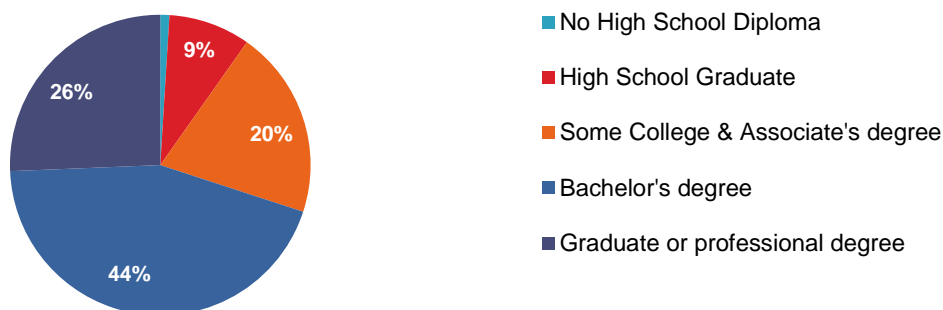 9%
26%
20%
44%
No High School Diploma
High School Graduate
Some College & Associate's degree
Bachelor's degree
Graduate or professional degree